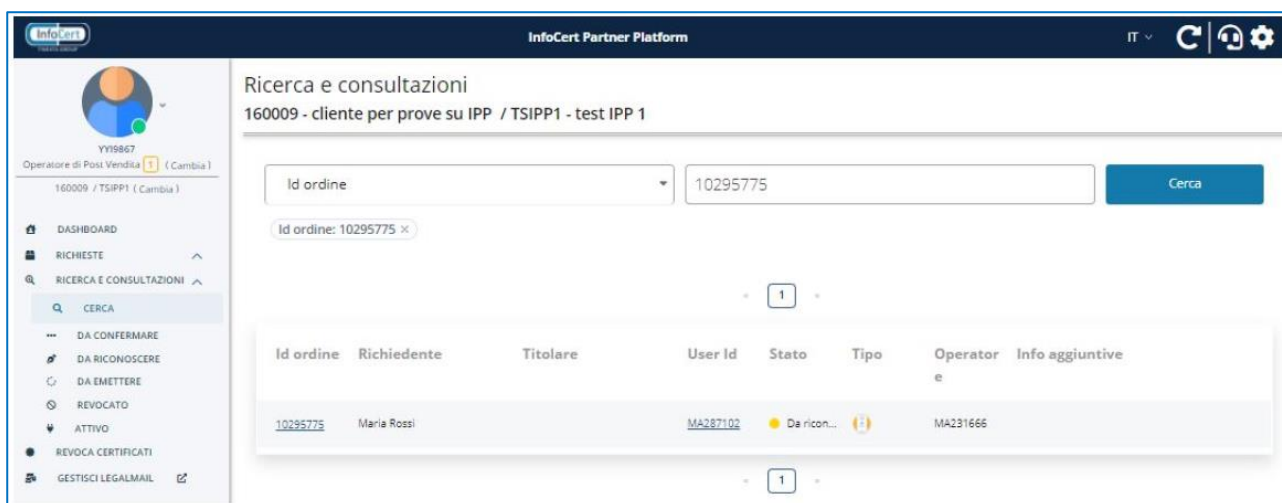 InfoCert
InfoCert Partner Platform
IT
YYI9867
Operatore di Post Vendita 1 ( Cambia )
160009 / TSIPP1 ( Cambia )
DASHBOARD
RICHIESTE
RICERCA E CONSULTAZIONI
CERCA
DA CONFERMARE
DA RICONOSCERE
DA EMETTERE
REVOCATO
ATTIVO
REVOCA CERTIFICATI
GESTISCI LEGALMAIL
Ricerca e consultazioni
160009 - cliente per prove su IPP / TSIPP1 - test IPP 1
Id ordine
10295775
Cerca
Id ordine: 10295775 ×
« 1 »
Id ordine Richiedente Titolare User Id Stato Tipo Operator Info aggiuntive
e
10295775 Maria Rossi MA287102 Da ricon... MA231666
« 1 »